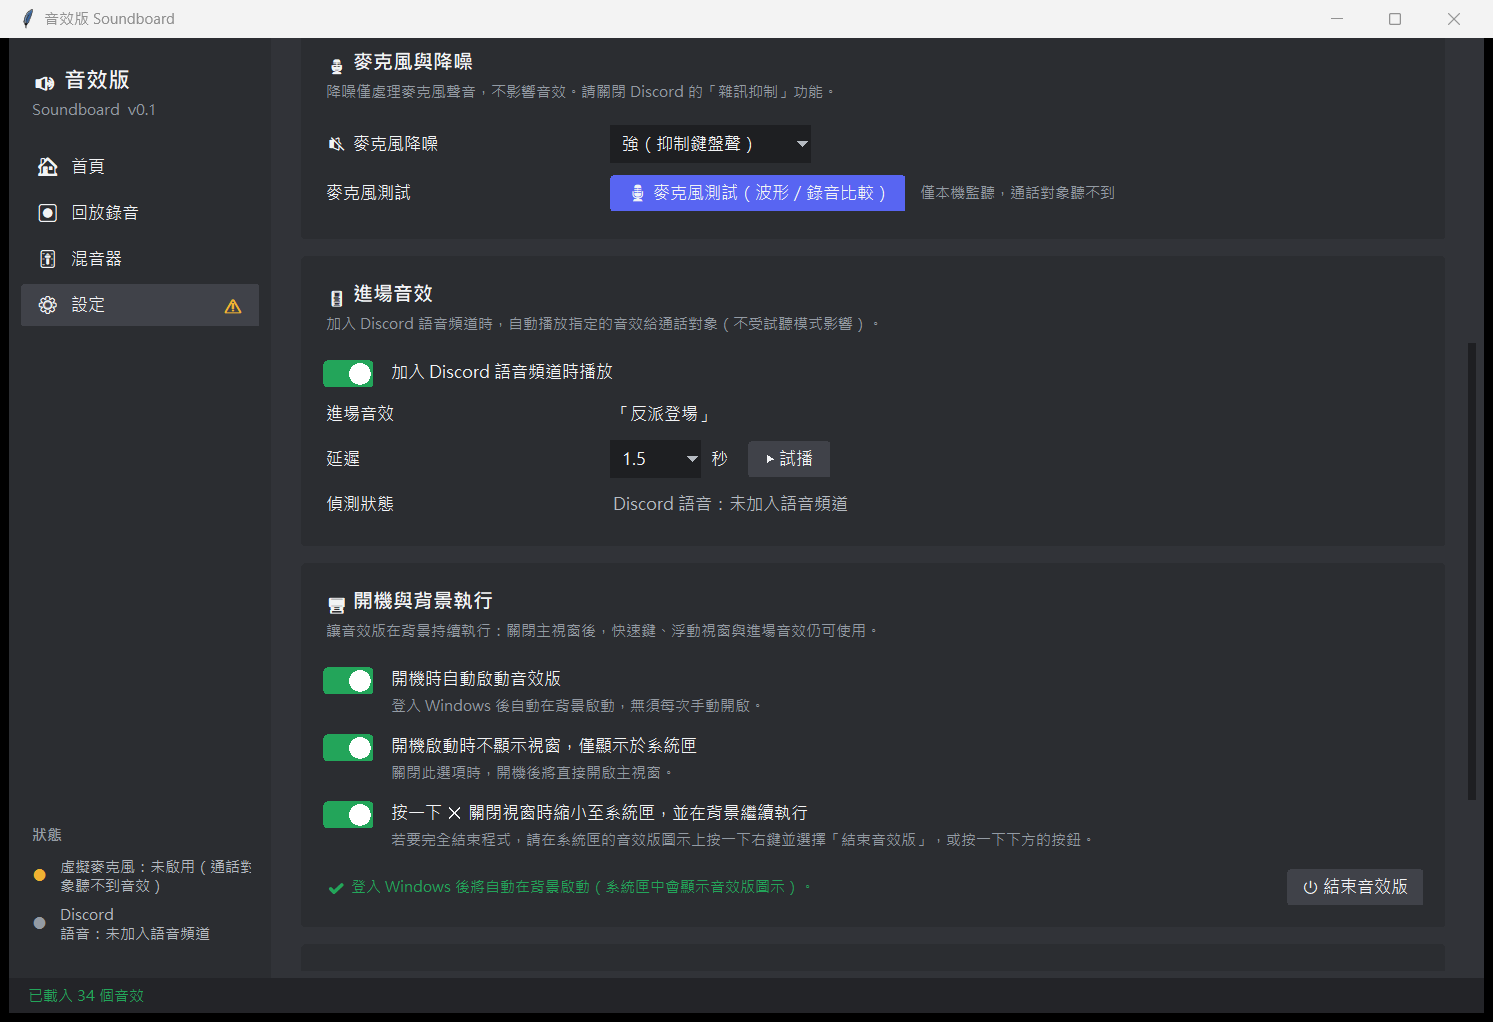 音效版 Soundboard
音效版
Soundboard v0.1
首頁
回放錄音
混音器
設定
狀態
虛擬麥克風：未啟用（通話對
象聽不到音效）
Discord
語音：未加入語音頻道
麥克風與降噪
降噪僅處理麥克風聲音，不影響音效。請關閉 Discord 的「雜訊抑制」功能。
麥克風降噪
強（抑制鍵盤聲）
麥克風測試
麥克風測試（波形 / 錄音比較）
僅本機監聽，通話對象聽不到
進場音效
加入 Discord 語音頻道時，自動播放指定的音效給通話對象（不受試聽模式影響）。
加入 Discord 語音頻道時播放
進場音效
「反派登場」
延遲
1.5
秒
試播
偵測狀態
Discord 語音：未加入語音頻道
開機與背景執行
讓音效版在背景持續執行：關閉主視窗後，快速鍵、浮動視窗與進場音效仍可使用。
開機時自動啟動音效版
登入 Windows 後自動在背景啟動，無須每次手動開啟。
開機啟動時不顯示視窗，僅顯示於系統匣
關閉此選項時，開機後將直接開啟主視窗。
按一下 ✕ 關閉視窗時縮小至系統匣，並在背景繼續執行
若要完全結束程式，請在系統匣的音效版圖示上按一下右鍵並選擇「結束音效版」，或按一下下方的按鈕。
登入 Windows 後將自動在背景啟動（系統匣中會顯示音效版圖示）。
結束音效版
已載入 34 個音效